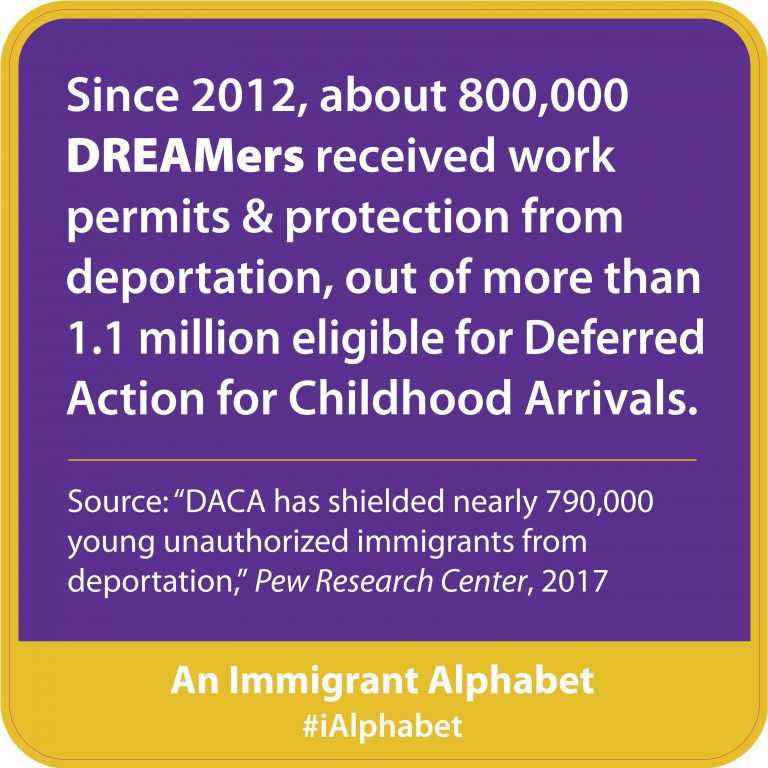 Since 2012, about 800,000
DREAMers received work
permits & protection from
deportation, out of more than
1.1 million eligible for Deferred
Action for Childhood Arrivals.
Source: “DACA has shielded nearly 790,000
young unauthorized immigrants from
deportation,” Pew Research Center, 2017
An Immigrant Alphabet
#iAlphabet